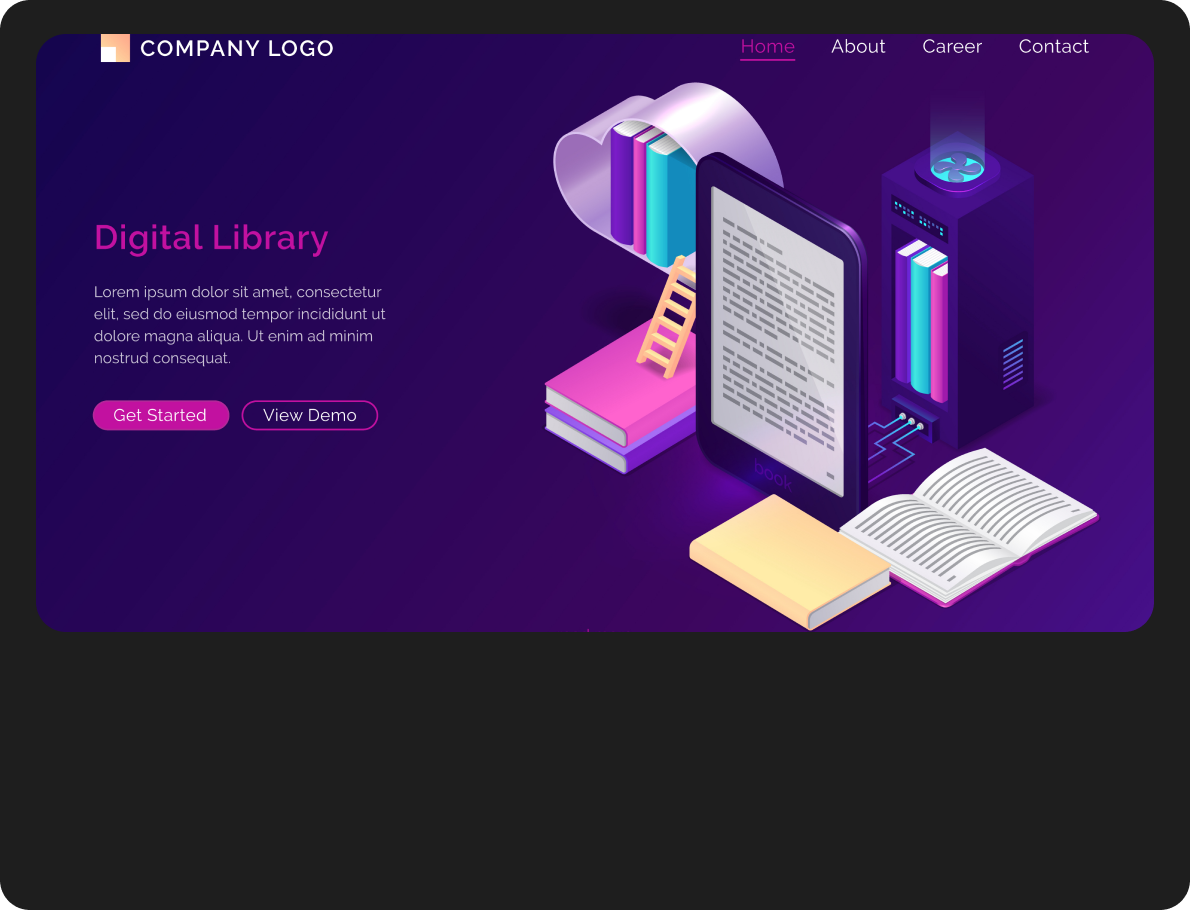 COMPANY LOGO
Home About Career Contact
Digital Library
Lorem ipsum dolor sit amet, consectetur
elit, sed do eiusmod tempor incididunt ut
dolore magna aliqua. Ut enim ad minim
nostrud consequat.
Get Started View Demo
book